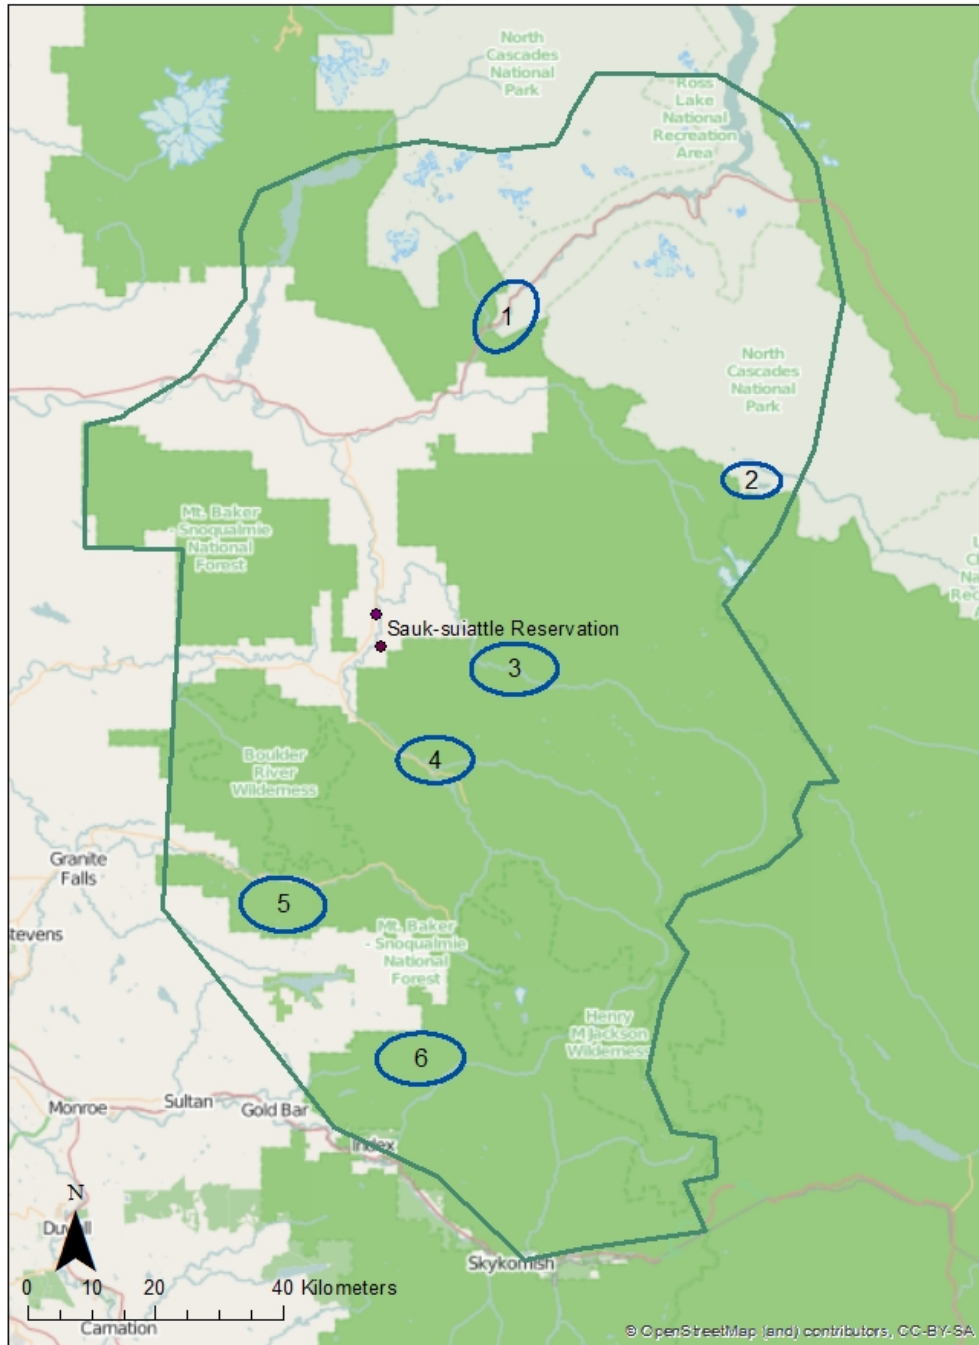 North
Cascades
National
Park
Ross
Lake
National
Recreation
Area
1
North
Cascades
National
Park
2
Mt. Baker
- Snoqualmie
National
Forest
Sauk-suiattle Reservation
3
4
Boulder
River
Wilderness
Granite
Falls
5
tevens
Mt. Baker
- Snoqualmie
National
Forest
Henry
M Jackson
Wilderness
6
Monroe
Sultan
Gold Bar
Index
N
Skykomish
0 10 20 40 Kilometers
Carnation
© OpenStreetMap (and) contributors, CC-BY-SA